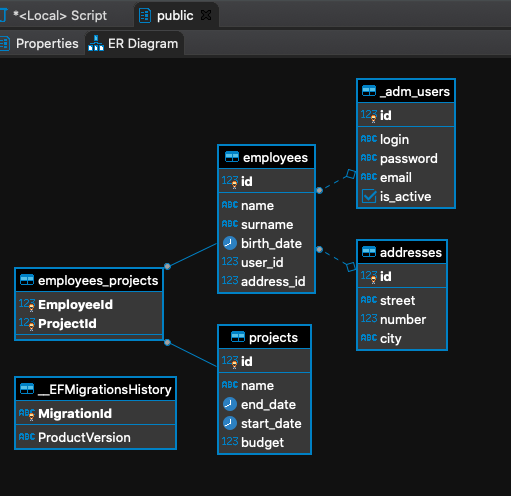 *<Local> Script
public
Properties
ER Diagram
_adm_users
123 id
ABC login
ABC password
ABC email
is_active
employees
123 id
ABC name
ABC surname
birth_date
123 user_id
123 address_id
addresses
123 id
ABC street
123 number
ABC city
employees_projects
123 EmployeeId
123 ProjectId
projects
123 id
ABC name
end_date
start_date
123 budget
__EFMigrationsHistory
ABC MigrationId
ABC ProductVersion